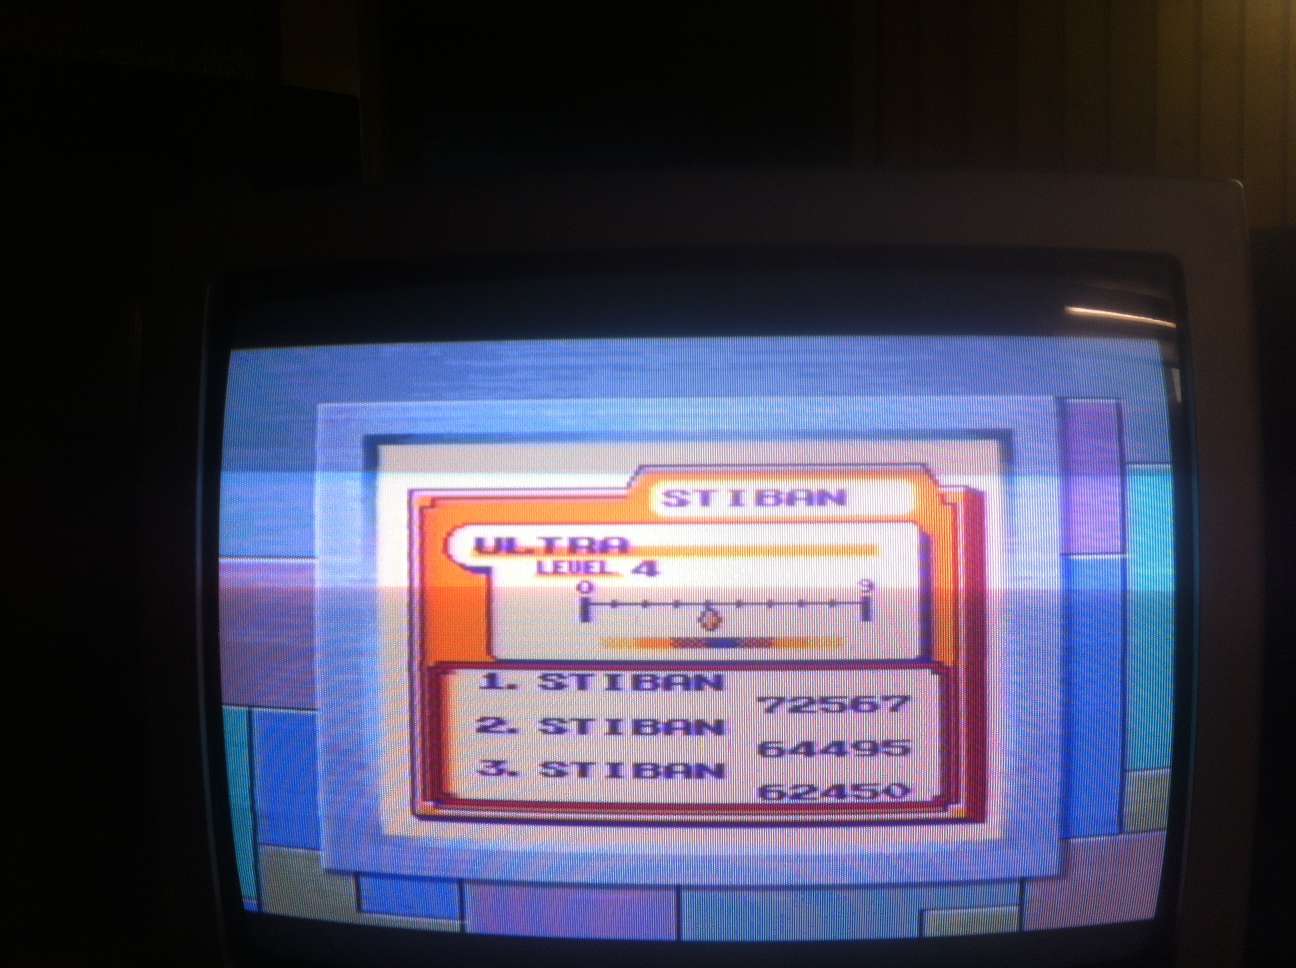 STIBAN
ULTRA
LEVEL 4
0 9
1. STIBAN
72567
2. STIBAN
64495
3. STIBAN
62450